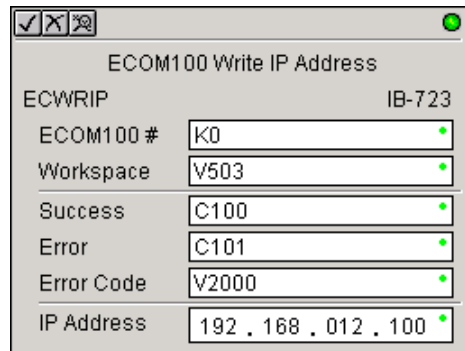 ECOM100 Write IP Address
ECWRIP IB-723
ECOM100 # K0
Workspace V503
Success C100
Error C101
Error Code V2000
IP Address 192 . 168 . 012 . 100